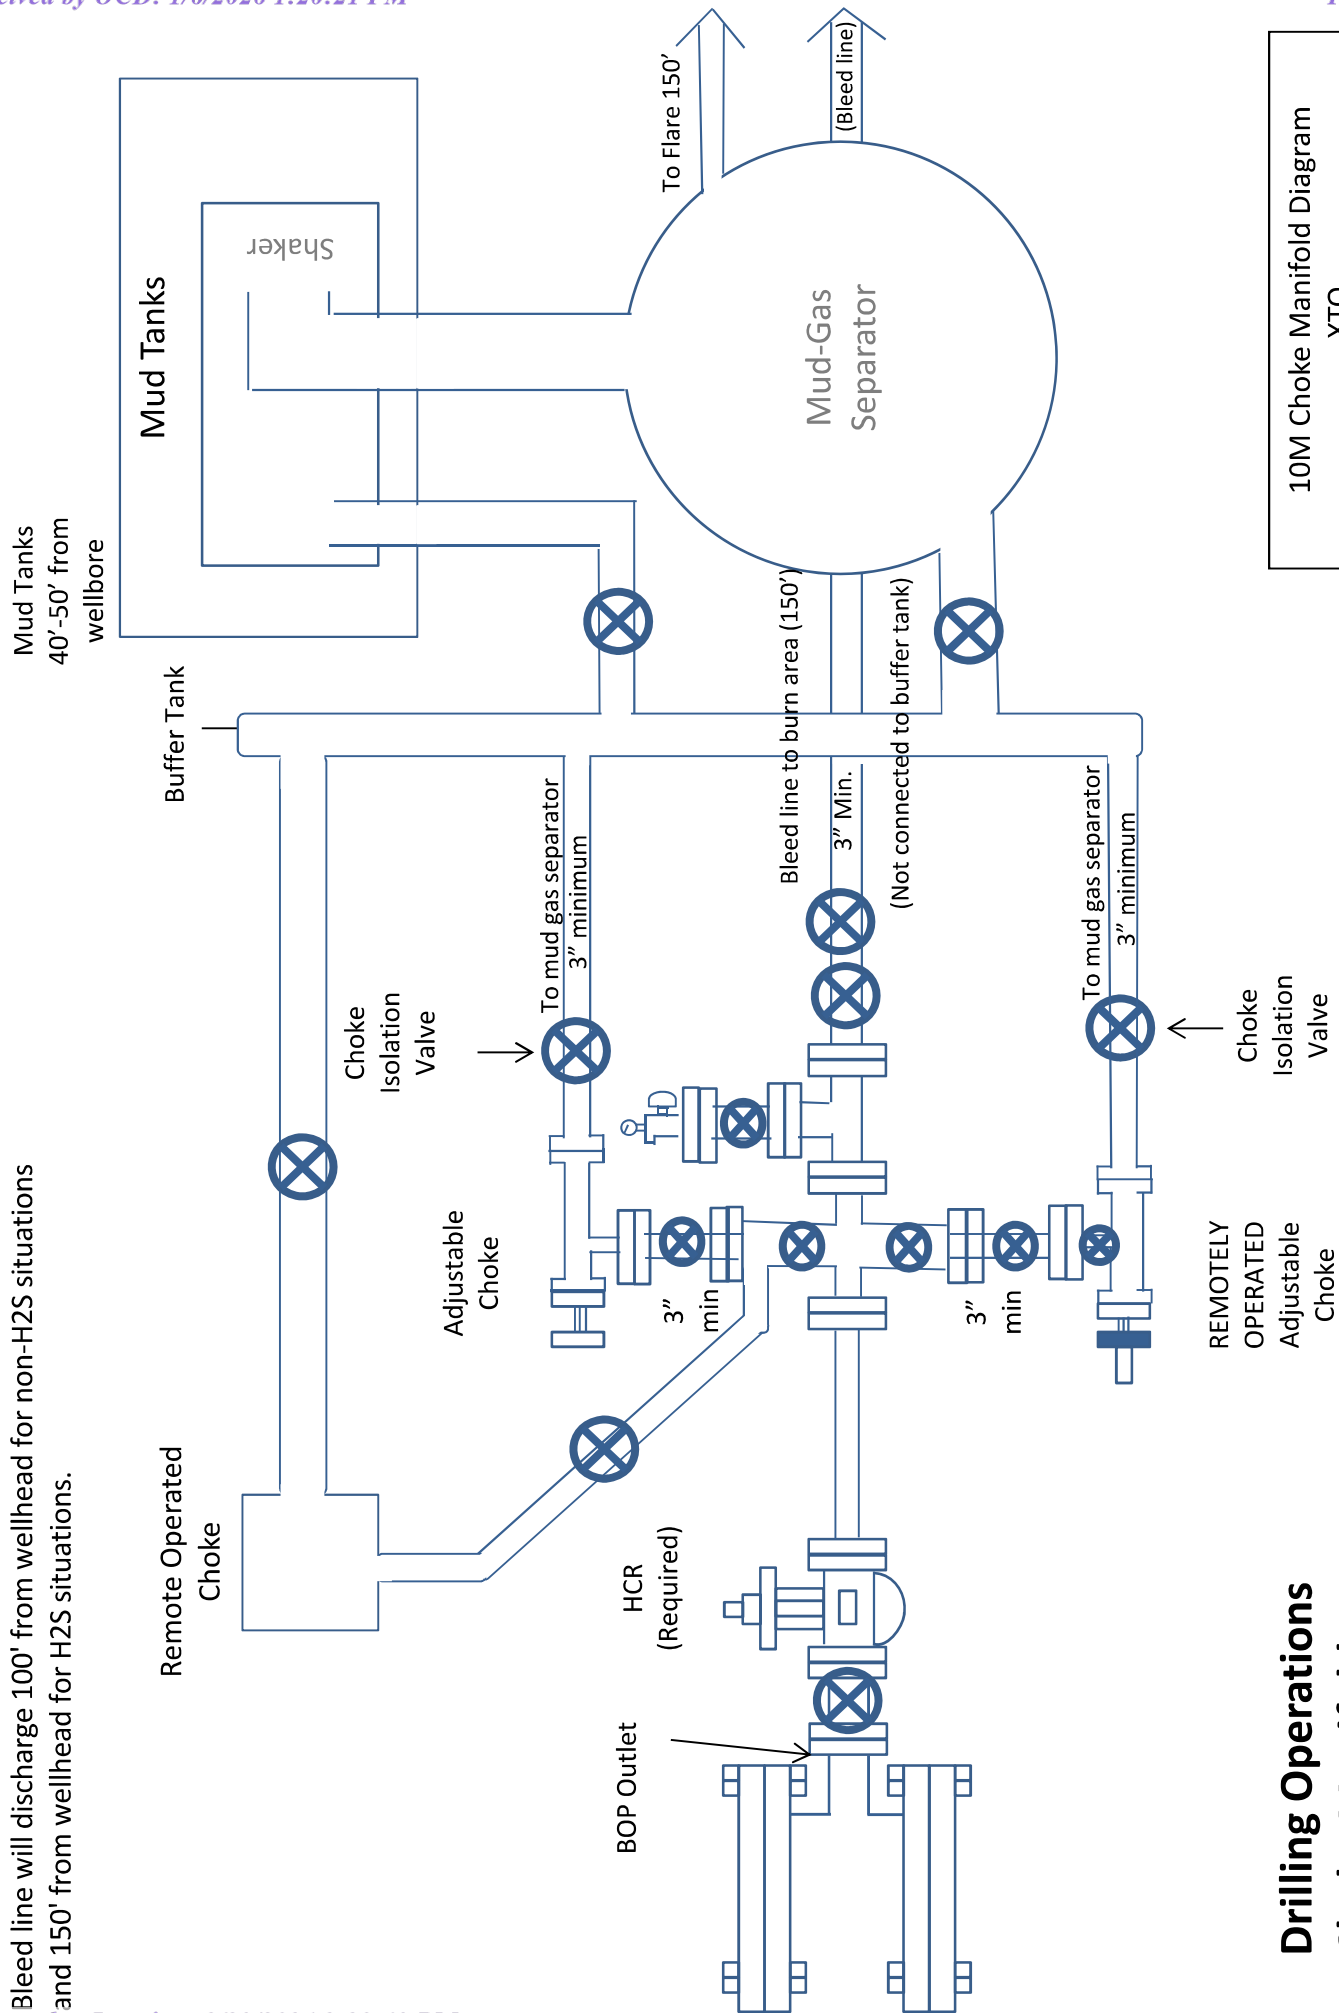 Bleed line will discharge 100' from wellhead for non-H2S situations
and 150' from wellhead for H2S situations.
Mud Tanks
40’-50’ from
wellbore
Mud Tanks
Shaker
Buffer Tank
Remote Operated
Choke
Choke
Isolation
Valve
Adjustable
Choke
To mud gas separator
3” minimum
To Flare 150’
(Bleed line)
Mud-Gas
Separator
Bleed line to burn area (150’)
3” Min.
(Not connected to buffer tank)
3”
min
3”
min
HCR
(Required)
BOP Outlet
To mud gas separator
3” minimum
Choke
Isolation
Valve
REMOTELY
OPERATED
Adjustable
Choke
10M Choke Manifold Diagram
XTO
Drilling Operations